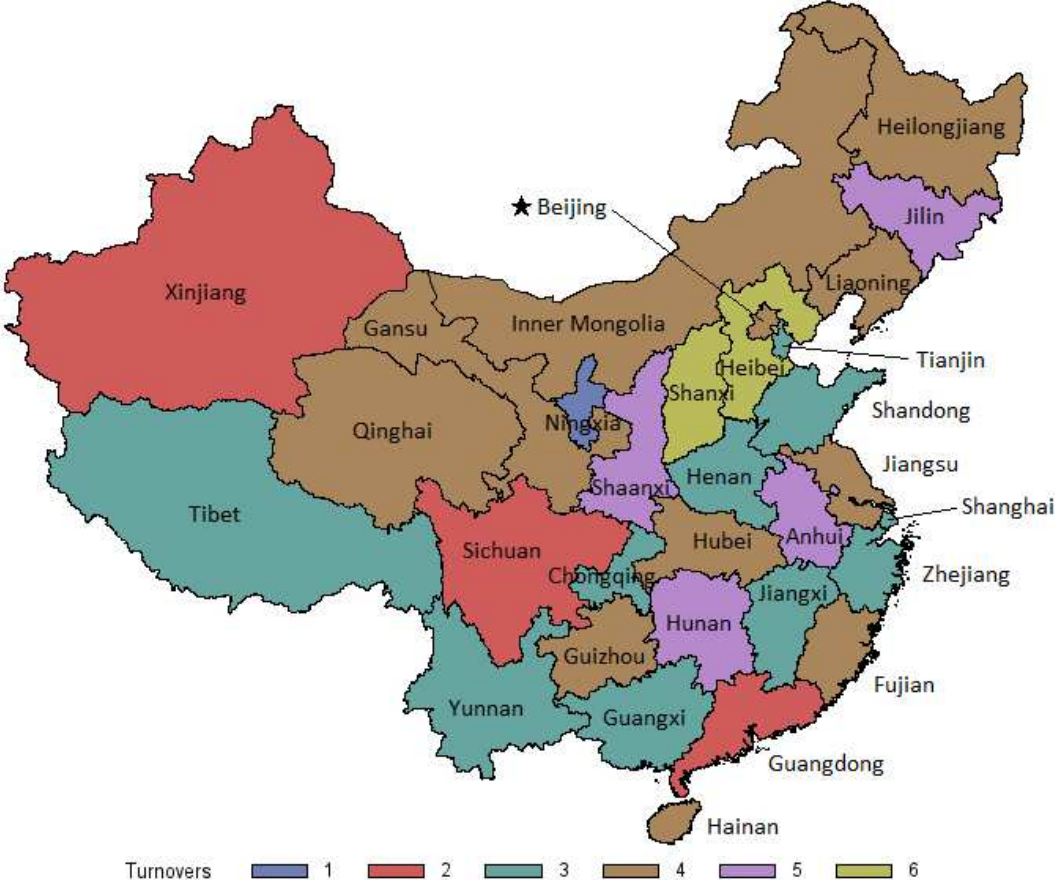 Heilongjiang
★ Beijing
Jilin
Xinjiang
Liaoning
Gansu
Inner Mongolia
Tianjin
Heibei
Shanxi
Shandong
Qinghai
Ningxia
Jiangsu
Henan
Shaanxi
Shanghai
Tibet
Anhui
Hubei
Sichuan
Zhejiang
Chongqing
Jiangxi
Hunan
Guizhou
Fujian
Yunnan
Guangxi
Guangdong
Hainan
Turnovers 1 2 3 4 5 6